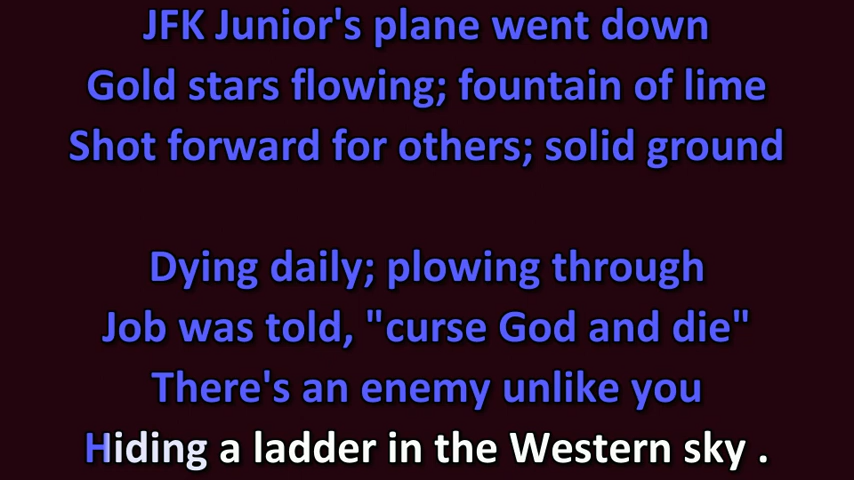 JFK Junior's plane went down
Gold stars flowing; fountain of lime
Shot forward for others; solid ground
Dying daily; plowing through
Job was told, "curse God and die"
There's an enemy unlike you
Hiding a ladder in the Western sky .